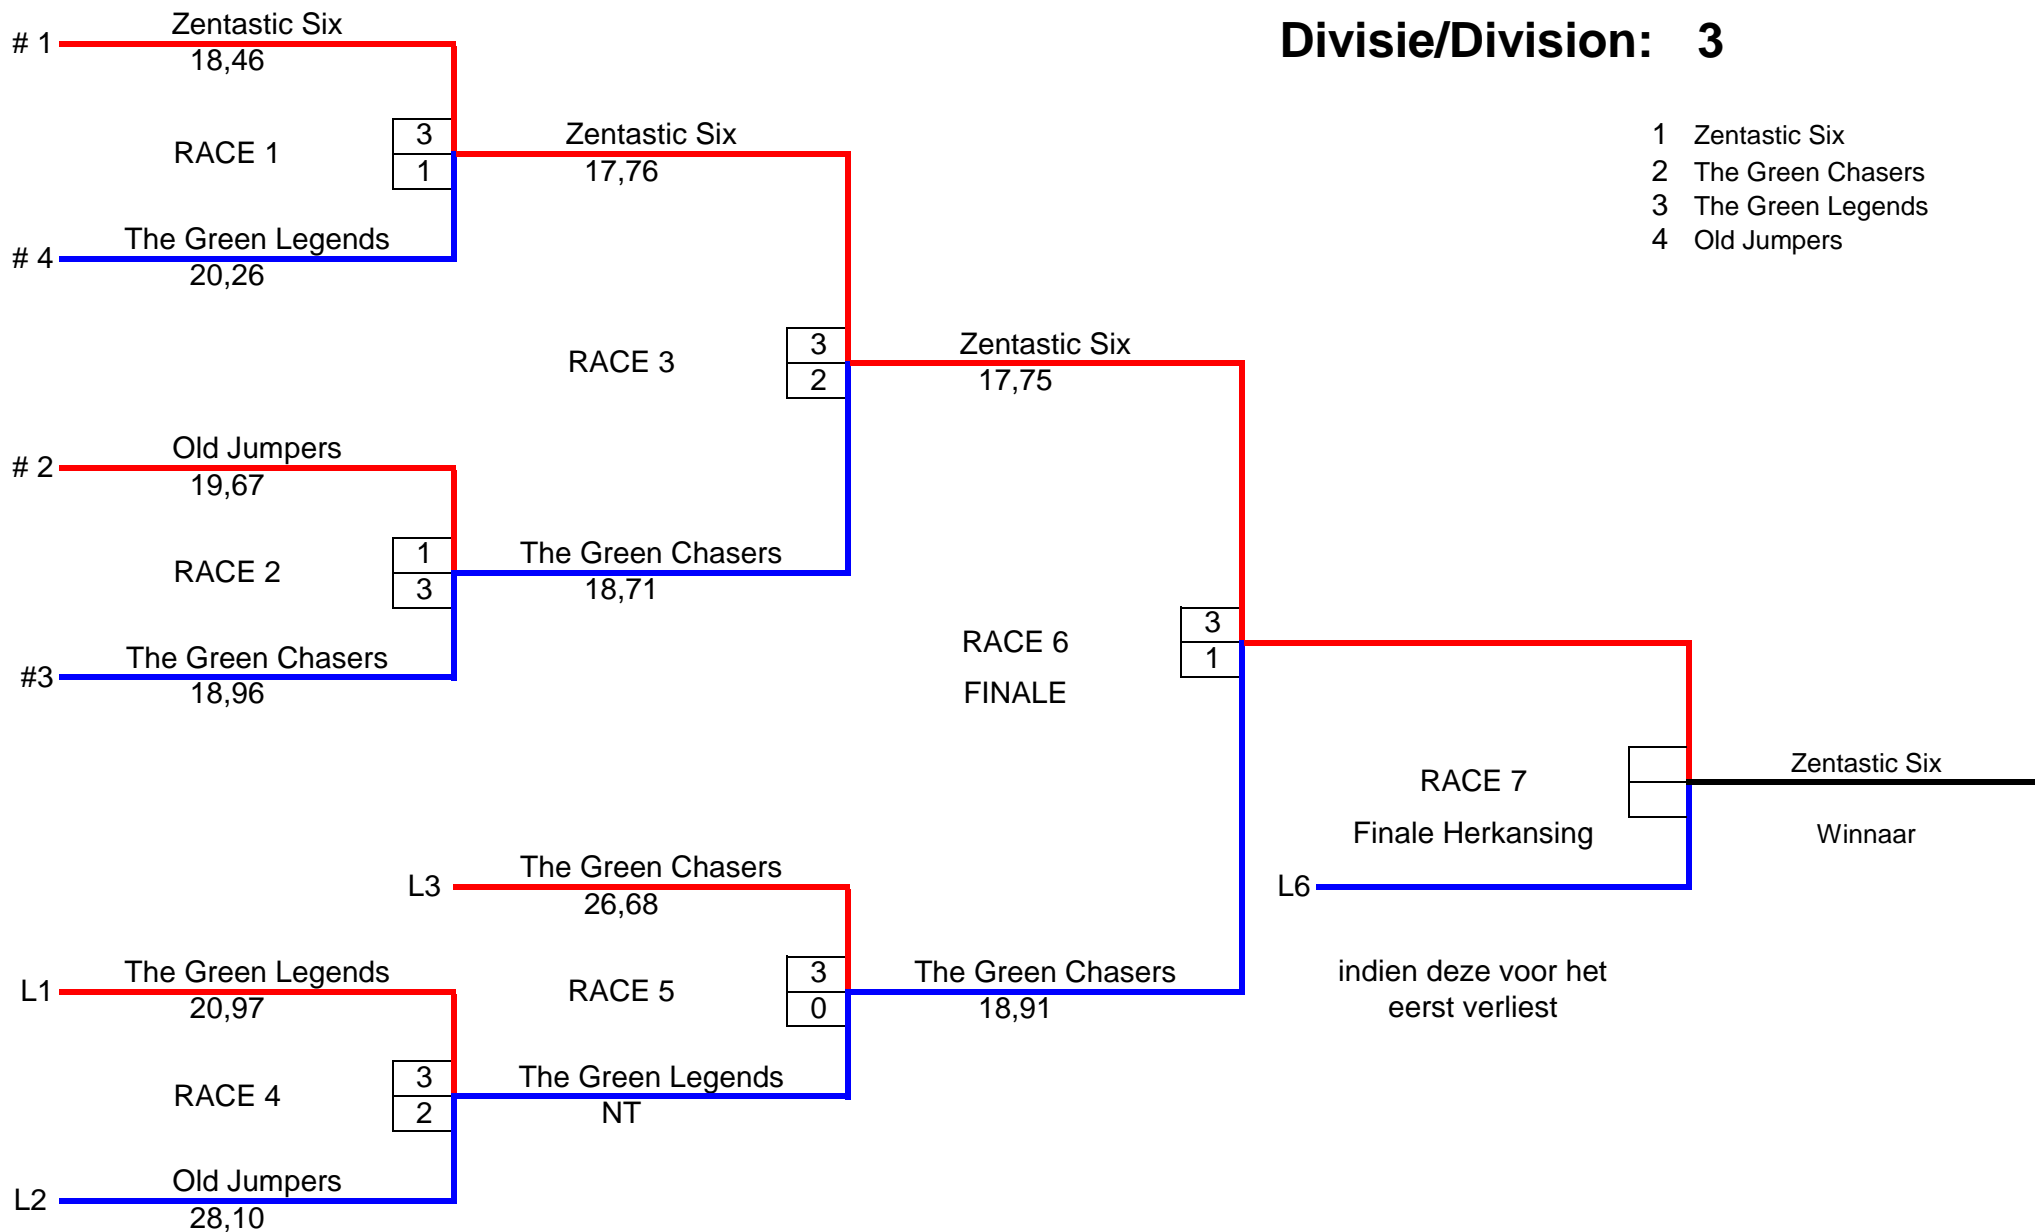 Divisie/Division: 3
1 Zentastic Six
2 The Green Chasers
3 The Green Legends
4 Old Jumpers
# 1
Zentastic Six
18,46
RACE 1
3
1
# 4
The Green Legends
20,26
Zentastic Six
17,76
# 2
Old Jumpers
19,67
RACE 2
1
3
#3
The Green Chasers
18,96
The Green Chasers
18,71
RACE 3
3
2
Zentastic Six
17,75
RACE 6
FINALE
3
1
L3
The Green Chasers
26,68
L1
The Green Legends
20,97
RACE 4
3
2
L2
Old Jumpers
28,10
RACE 5
3
0
The Green Legends
NT
The Green Chasers
18,91
RACE 7
Finale Herkansing
L6
indien deze voor het
eerst verliest
Zentastic Six
Winnaar